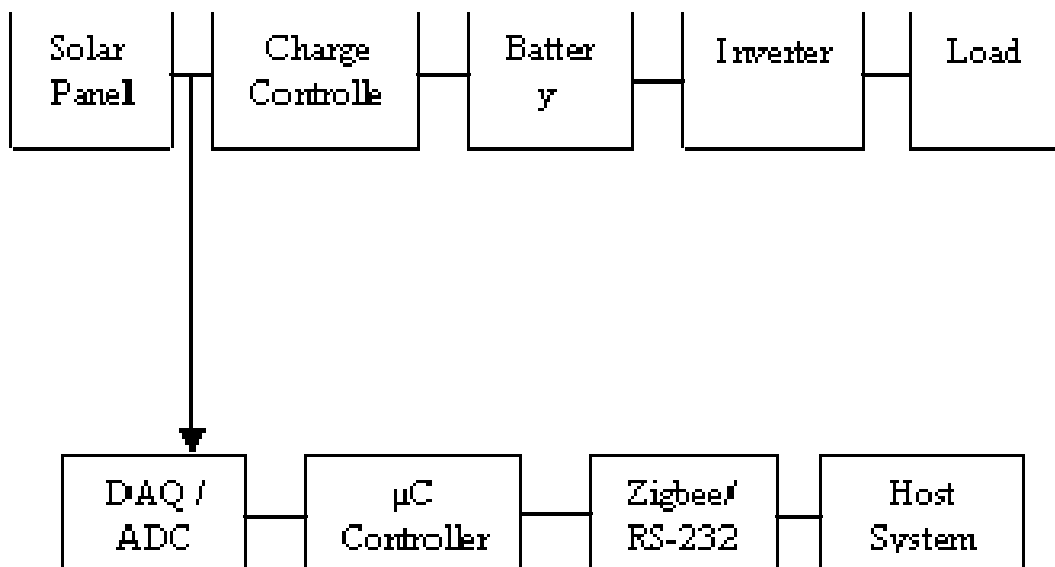 Solar
Panel
Charge
Controlle
Batter
y
Inverter
Load
DAQ /
ADC
µC
Controller
Zigbee/
RS-232
Host
System